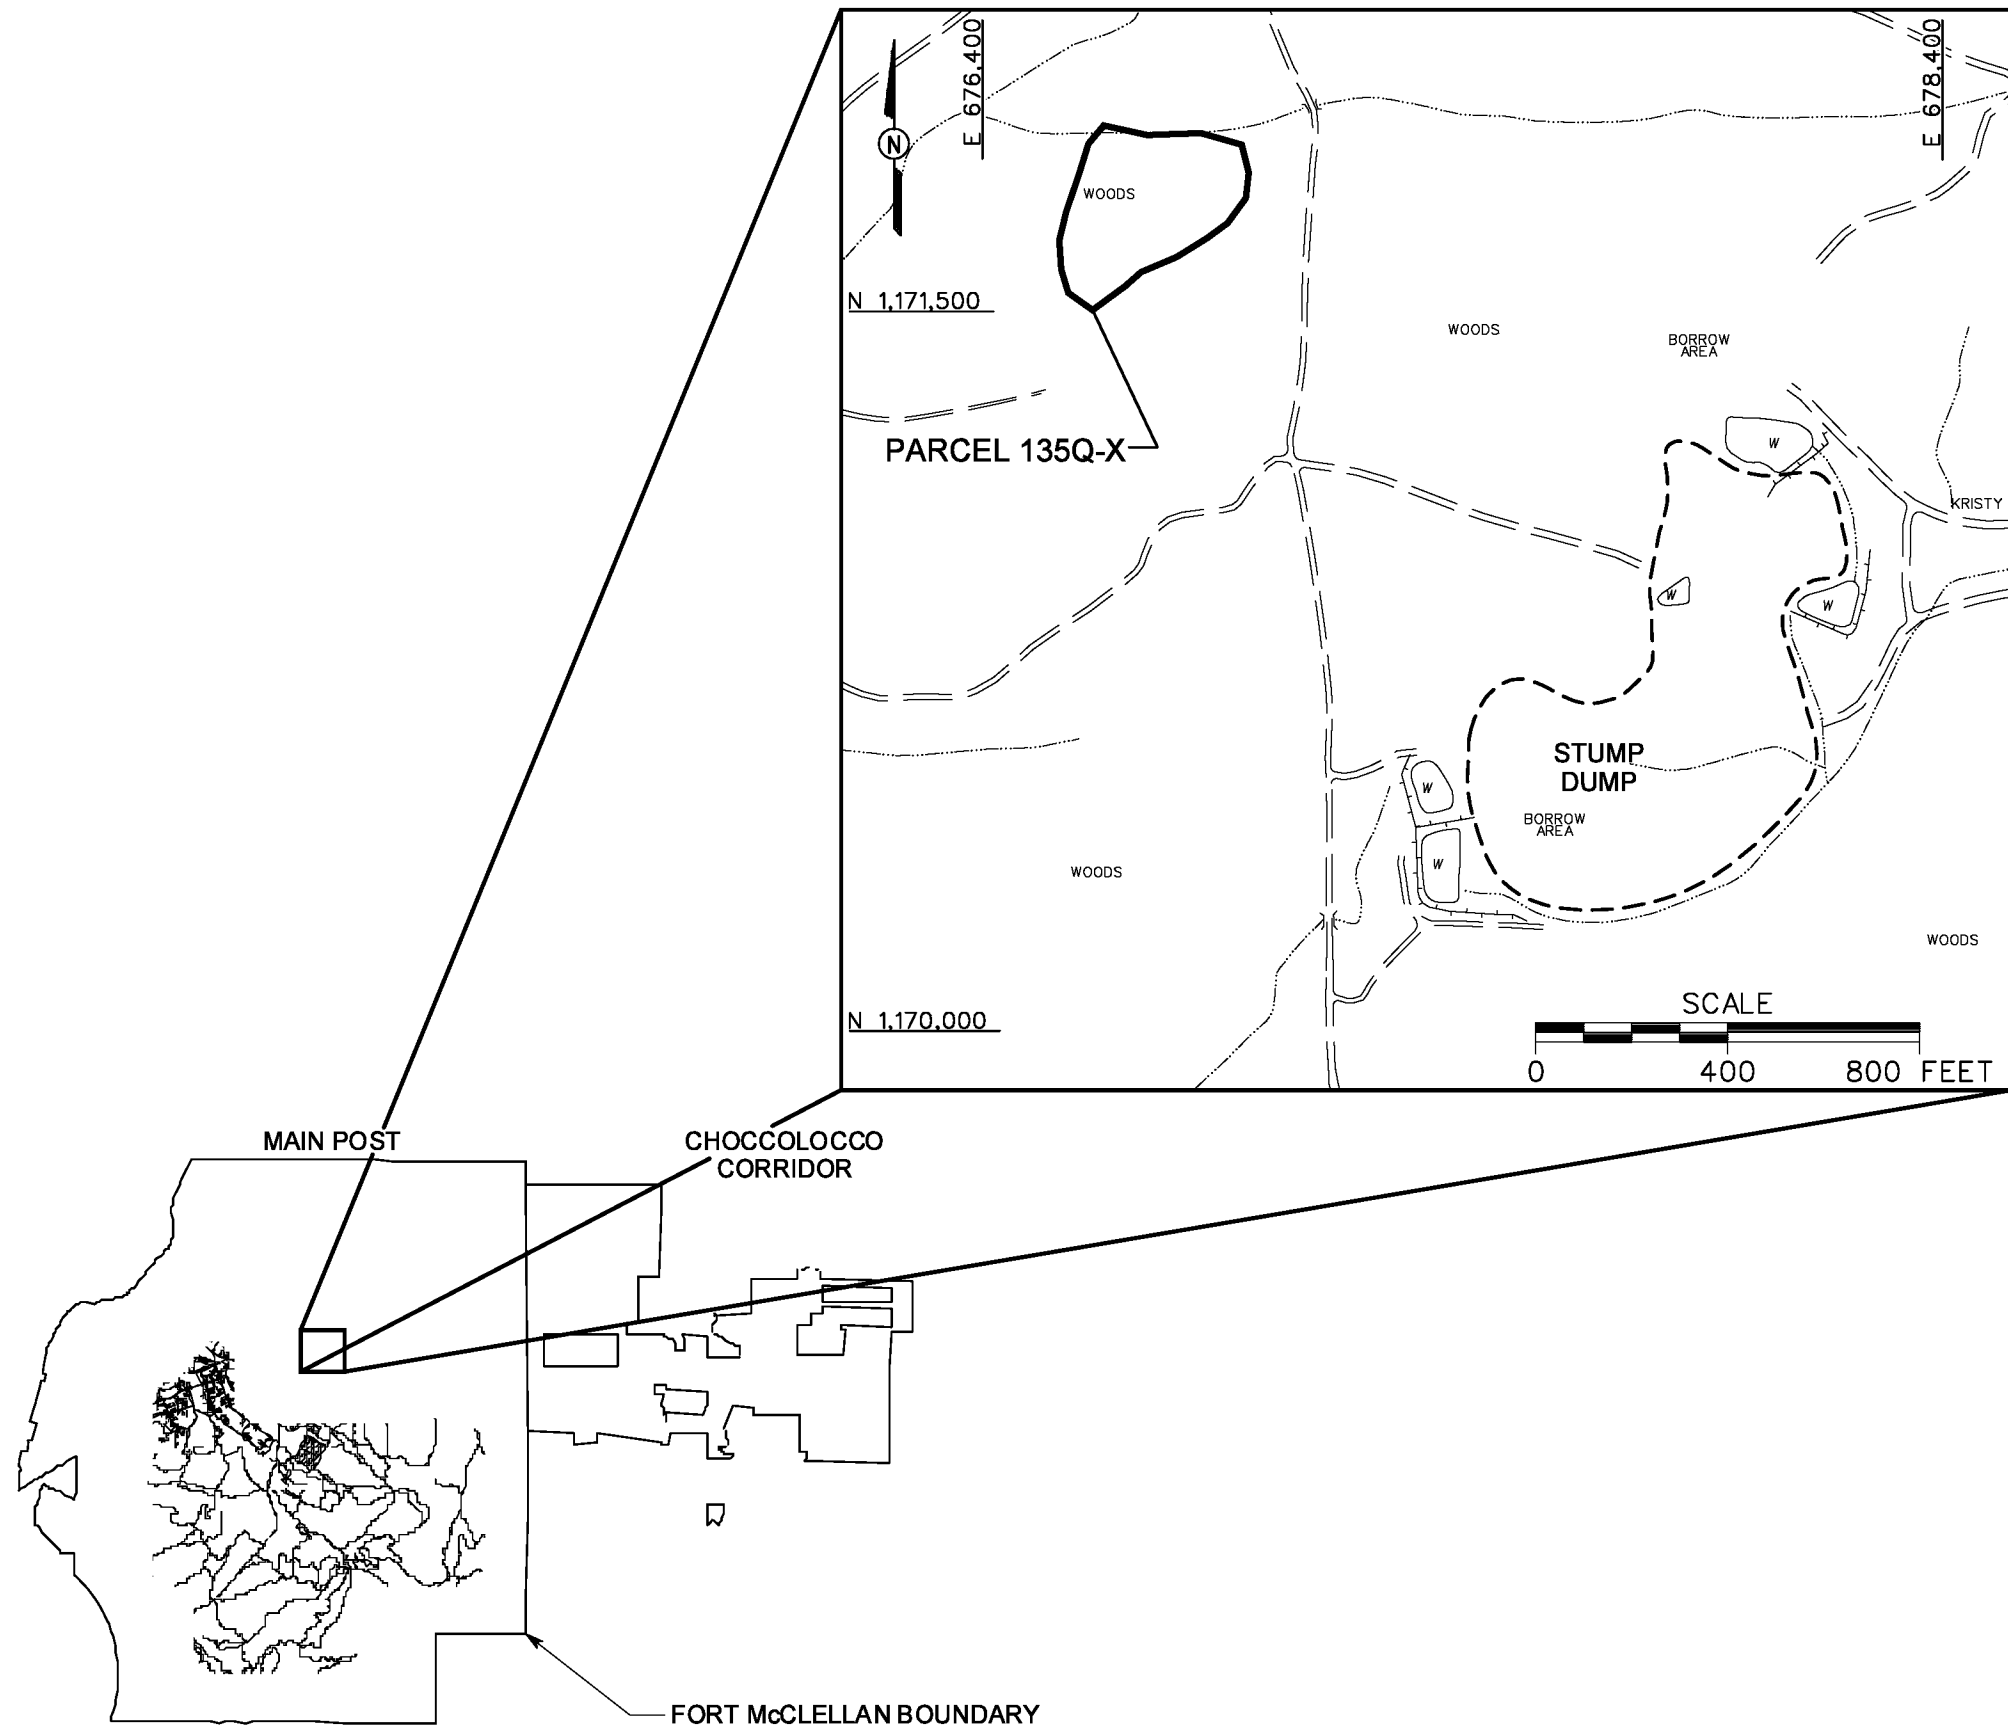 E 676,400
E 678,400
N
WOODS
N 1,171,500
WOODS
BORROW
AREA
PARCEL 135Q-X
W
KRISTY
W
W
STUMP
DUMP
W
BORROW
AREA
W
WOODS
WOODS
SCALE
N 1,170,000
0 400 800 FEET
MAIN POST
CHOCCOLOCCO
CORRIDOR
FORT McCLELLAN BOUNDARY